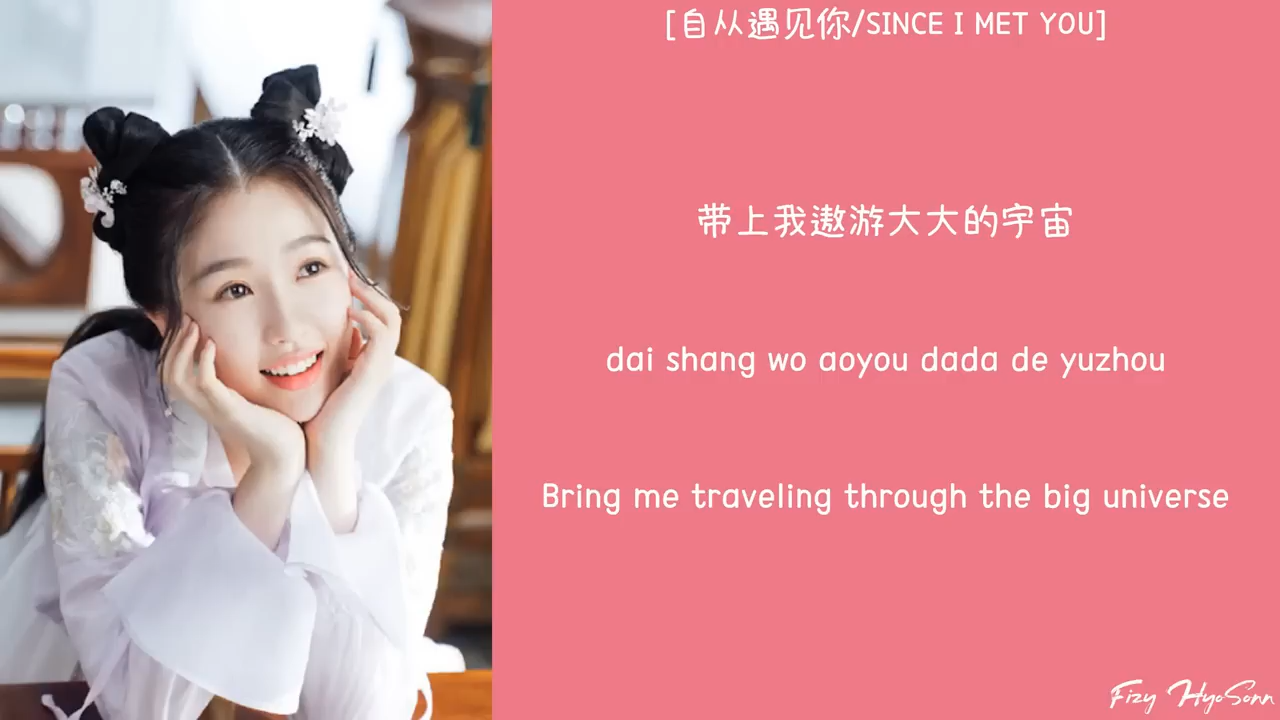 [自从遇见你/SINCE I MET YOU]
带上我遨游大大的宇宙
dai shang wo aoyou dada de yuzhou
Bring me traveling through the big universe
Fizy HyoSonn